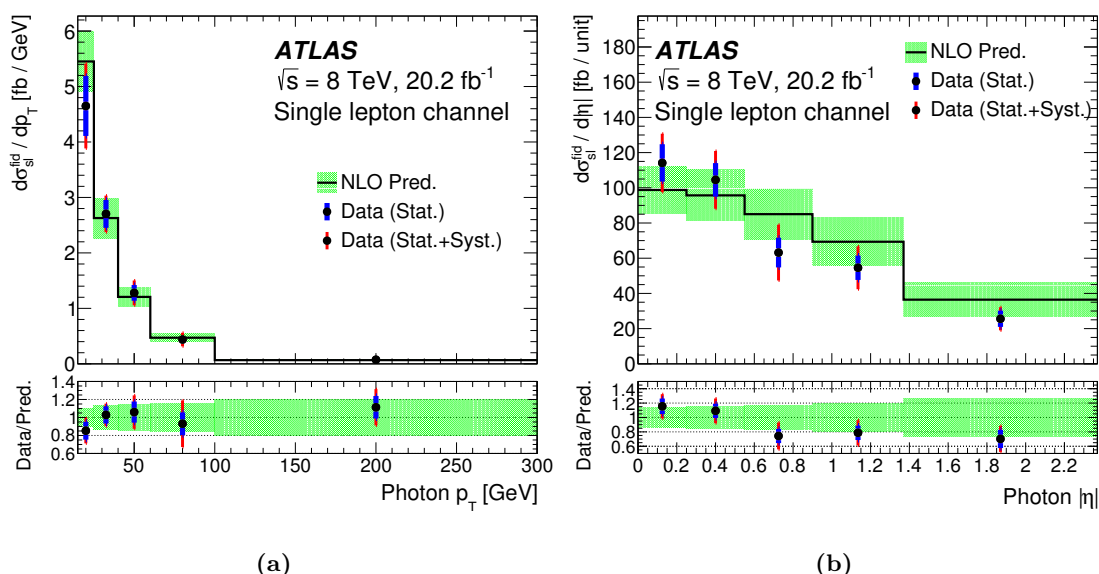 dσ_sl^fid / dp_T [fb / GeV]
6
5
4
3
2
1
0
ATLAS
√s = 8 TeV, 20.2 fb⁻¹
Single lepton channel
NLO Pred.
Data (Stat.)
Data (Stat.+Syst.)
Data/Pred.
1.4
1.2
1
0.8
0.6
50 100 150 200 250 300
Photon p_T [GeV]
(a)
dσ_sl^fid / d|η| [fb / unit]
180
160
140
120
100
80
60
40
20
0
ATLAS
√s = 8 TeV, 20.2 fb⁻¹
Single lepton channel
NLO Pred.
Data (Stat.)
Data (Stat.+Syst.)
Data/Pred.
1.4
1.2
1
0.8
0.6
0 0.2 0.4 0.6 0.8 1 1.2 1.4 1.6 1.8 2 2.2
Photon |η|
(b)